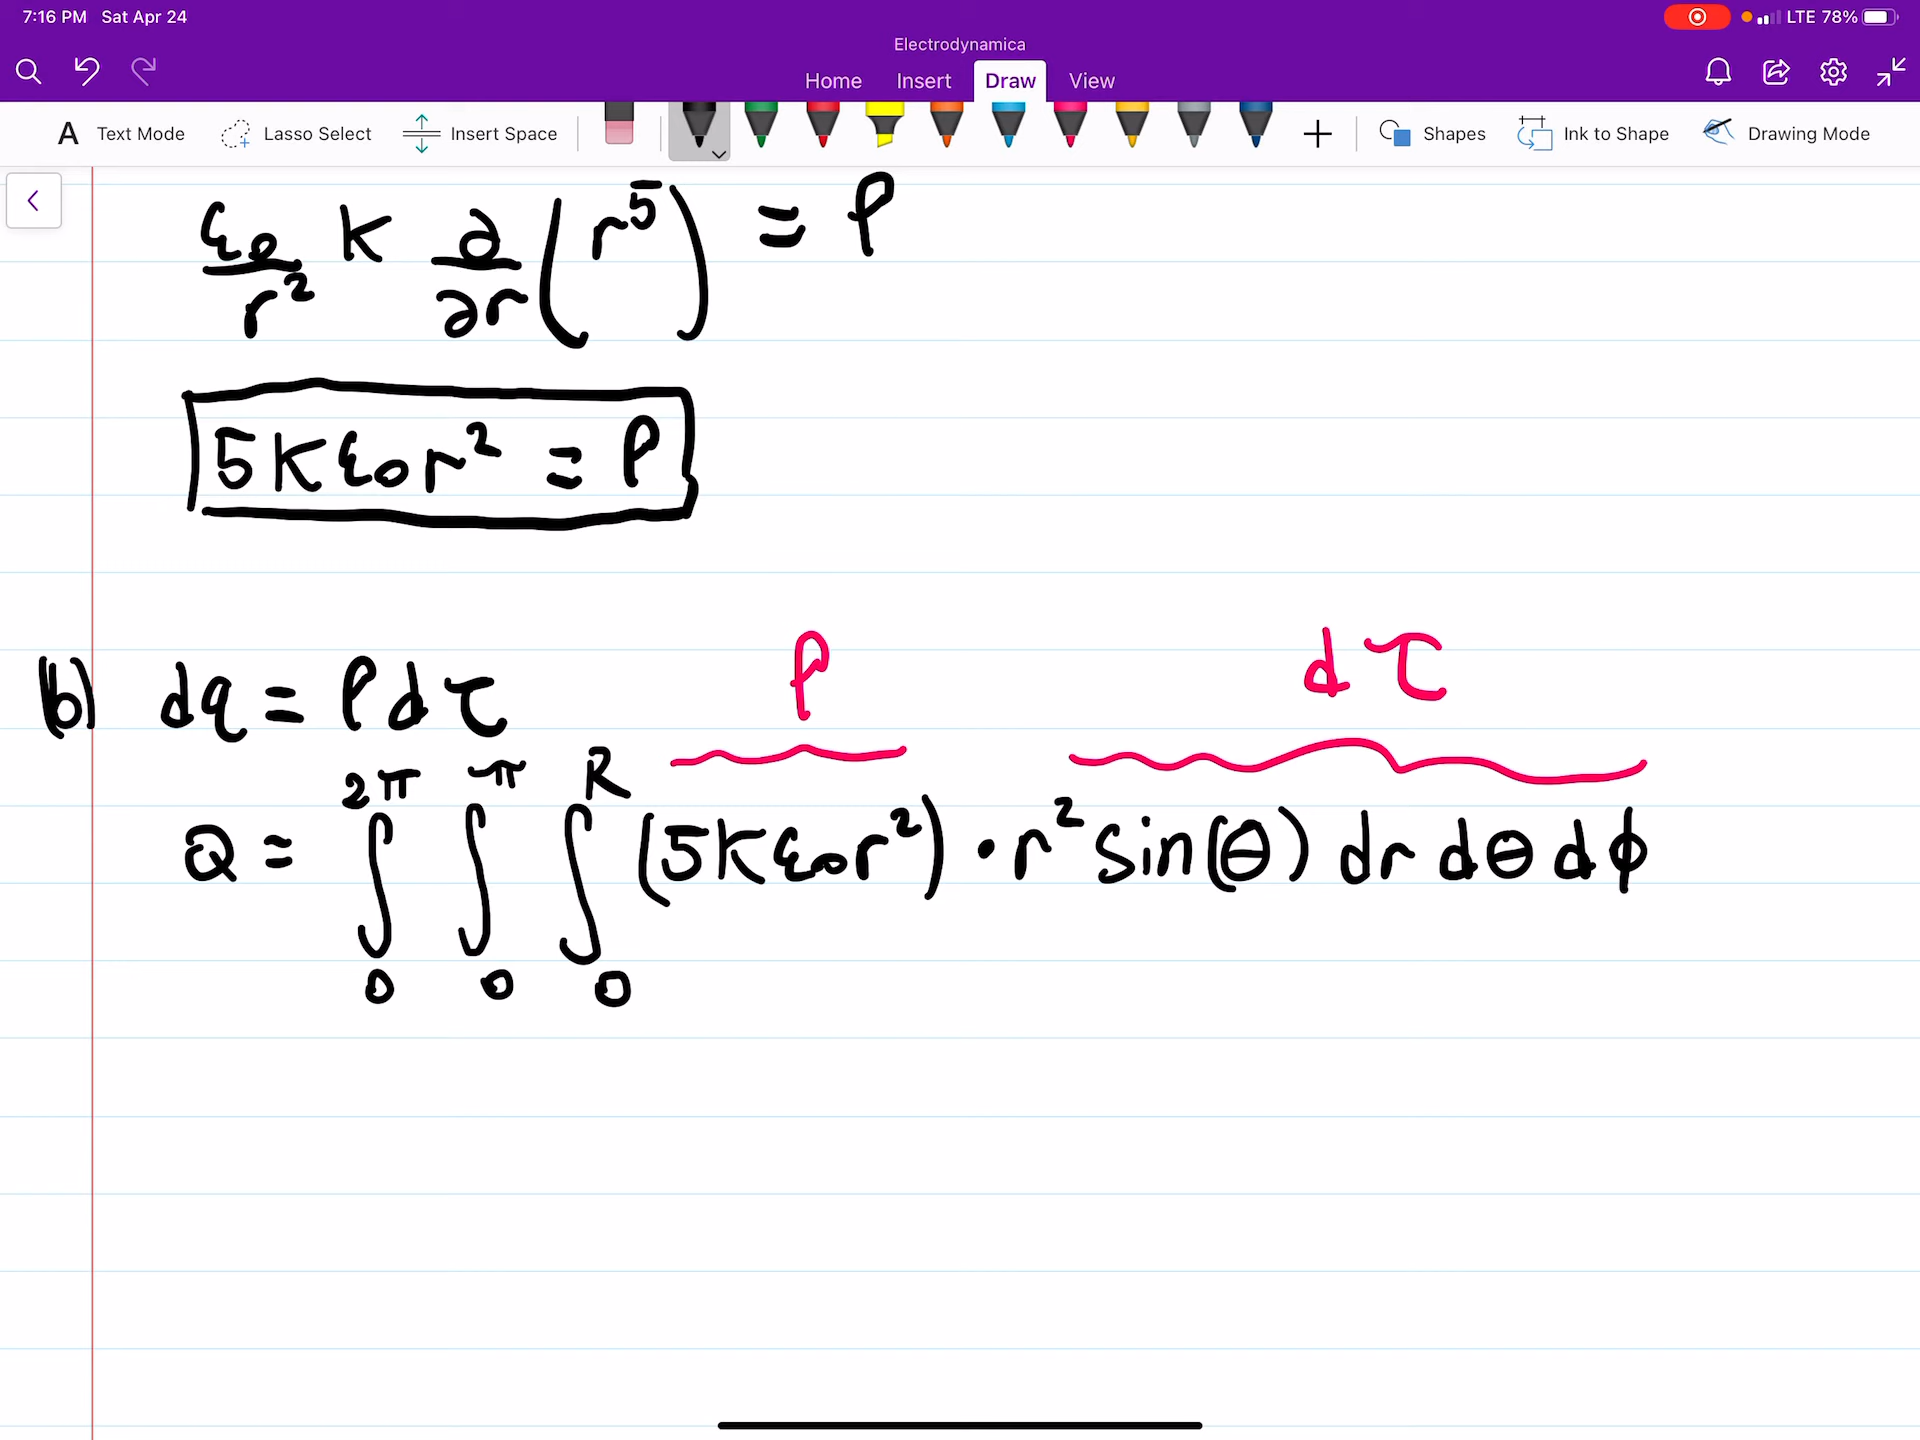 7:16 PM Sat Apr 24
LTE 78%
Electrodynamica
Home Insert Draw View
A Text Mode Lasso Select Insert Space Shapes Ink to Shape Drawing Mode
ε₀/r² k ∂/∂r (r⁵) = ρ
5kε₀r² = ρ
ρ dτ
b) dq = ρdτ
Q = ∫₀^2π ∫₀^π ∫₀^R (5kε₀r²) · r² sin(θ) dr dθ dϕ